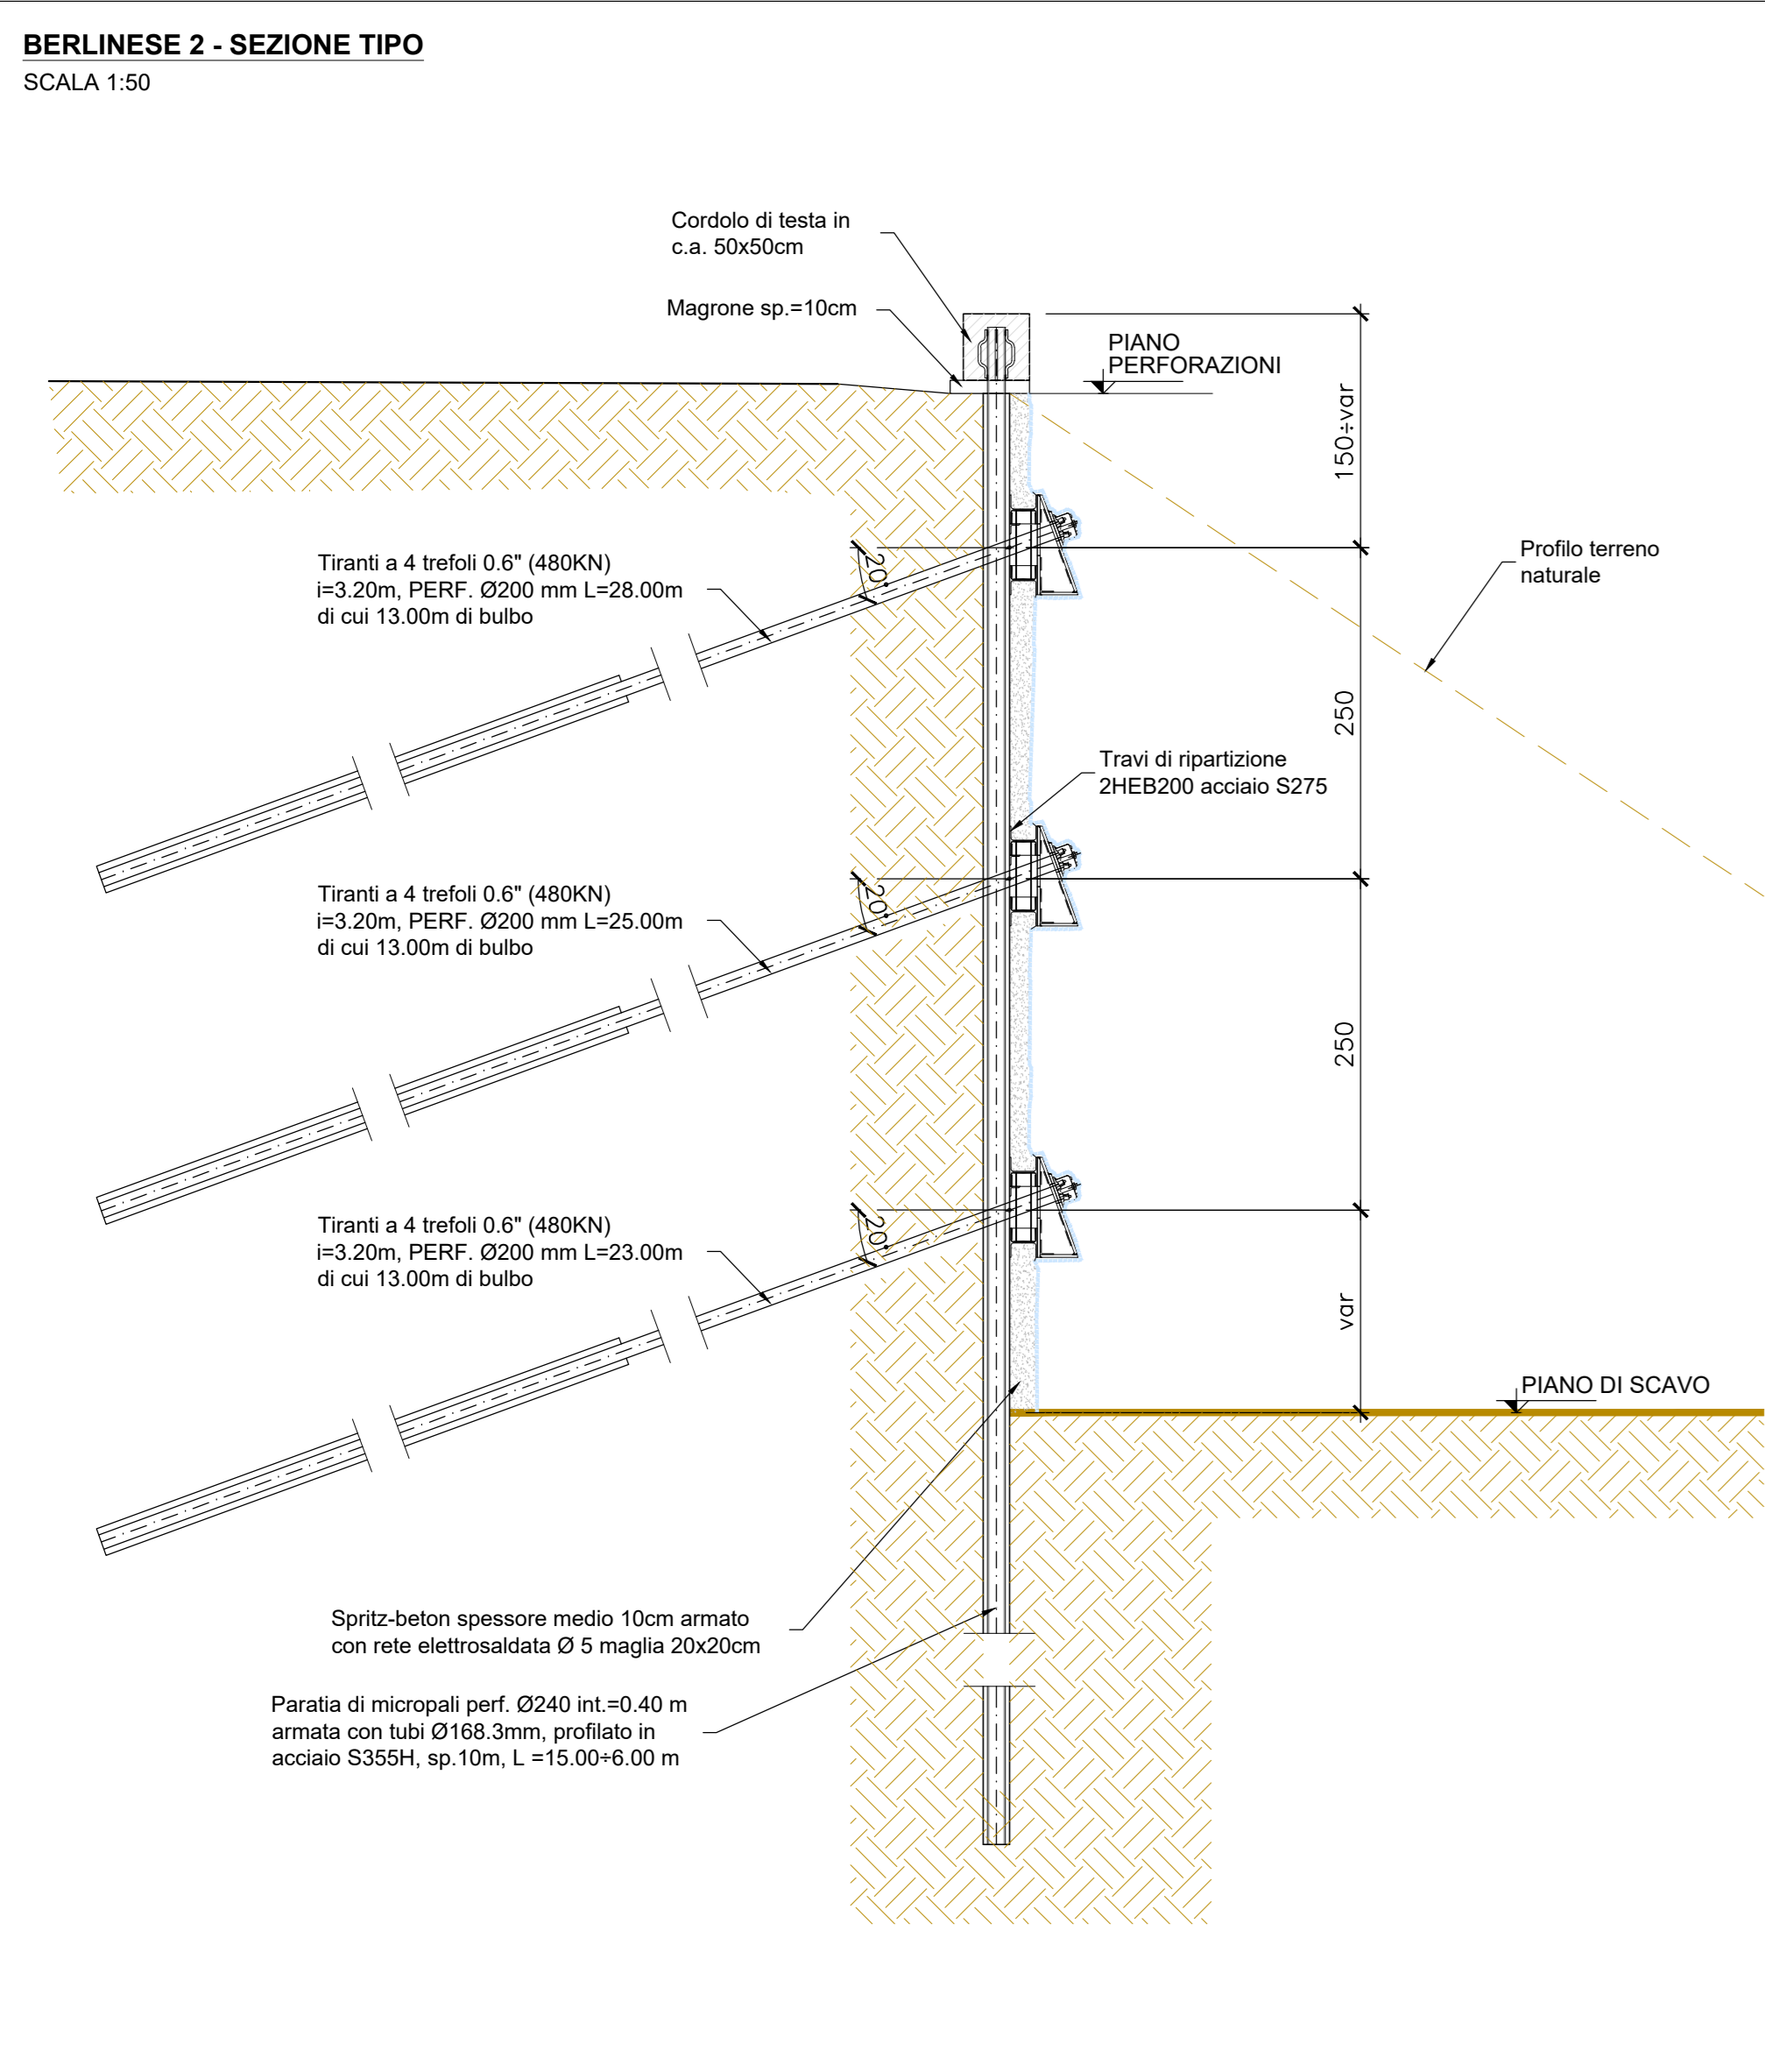 BERLINESE 2 - SEZIONE TIPO
SCALA 1:50
Cordolo di testa in
c.a. 50x50cm
Magrone sp.=10cm
PIANO
PERFORAZIONI
150÷var
Tiranti a 4 trefoli 0.6" (480KN)
i=3.20m, PERF. Ø200 mm L=28.00m
di cui 13.00m di bulbo
20°
Profilo terreno
naturale
250
Travi di ripartizione
2HEB200 acciaio S275
Tiranti a 4 trefoli 0.6" (480KN)
i=3.20m, PERF. Ø200 mm L=25.00m
di cui 13.00m di bulbo
20°
250
Tiranti a 4 trefoli 0.6" (480KN)
i=3.20m, PERF. Ø200 mm L=23.00m
di cui 13.00m di bulbo
20°
var
PIANO DI SCAVO
Spritz-beton spessore medio 10cm armato
con rete elettrosaldata Ø 5 maglia 20x20cm
Paratia di micropali perf. Ø240 int.=0.40 m
armata con tubi Ø168.3mm, profilato in
acciaio S355H, sp.10m, L =15.00÷6.00 m